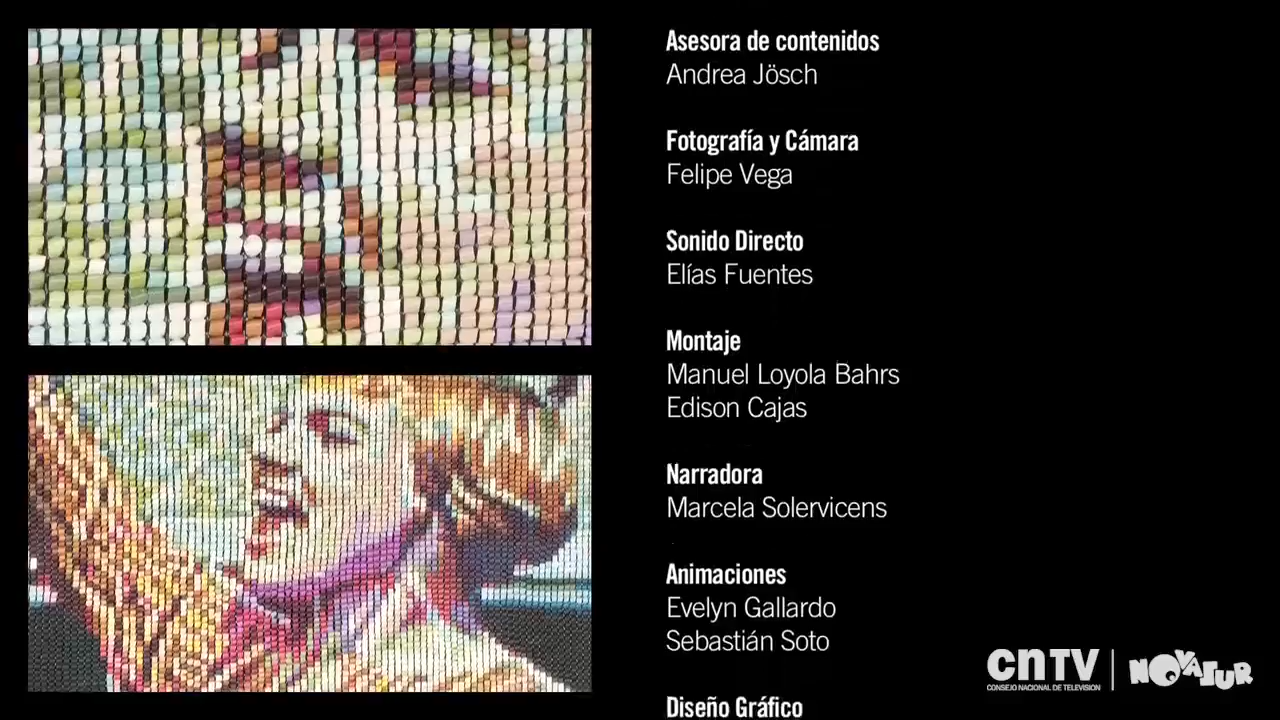 Asesora de contenidos
Andrea Jösch
Fotografía y Cámara
Felipe Vega
Sonido Directo
Elías Fuentes
Montaje
Manuel Loyola Bahrs
Edison Cajas
Narradora
Marcela Solervicens
Animaciones
Evelyn Gallardo
Sebastián Soto
Diseño Gráfico
CNTV
CONSEJO NACIONAL DE TELEVISION
NOVASUR